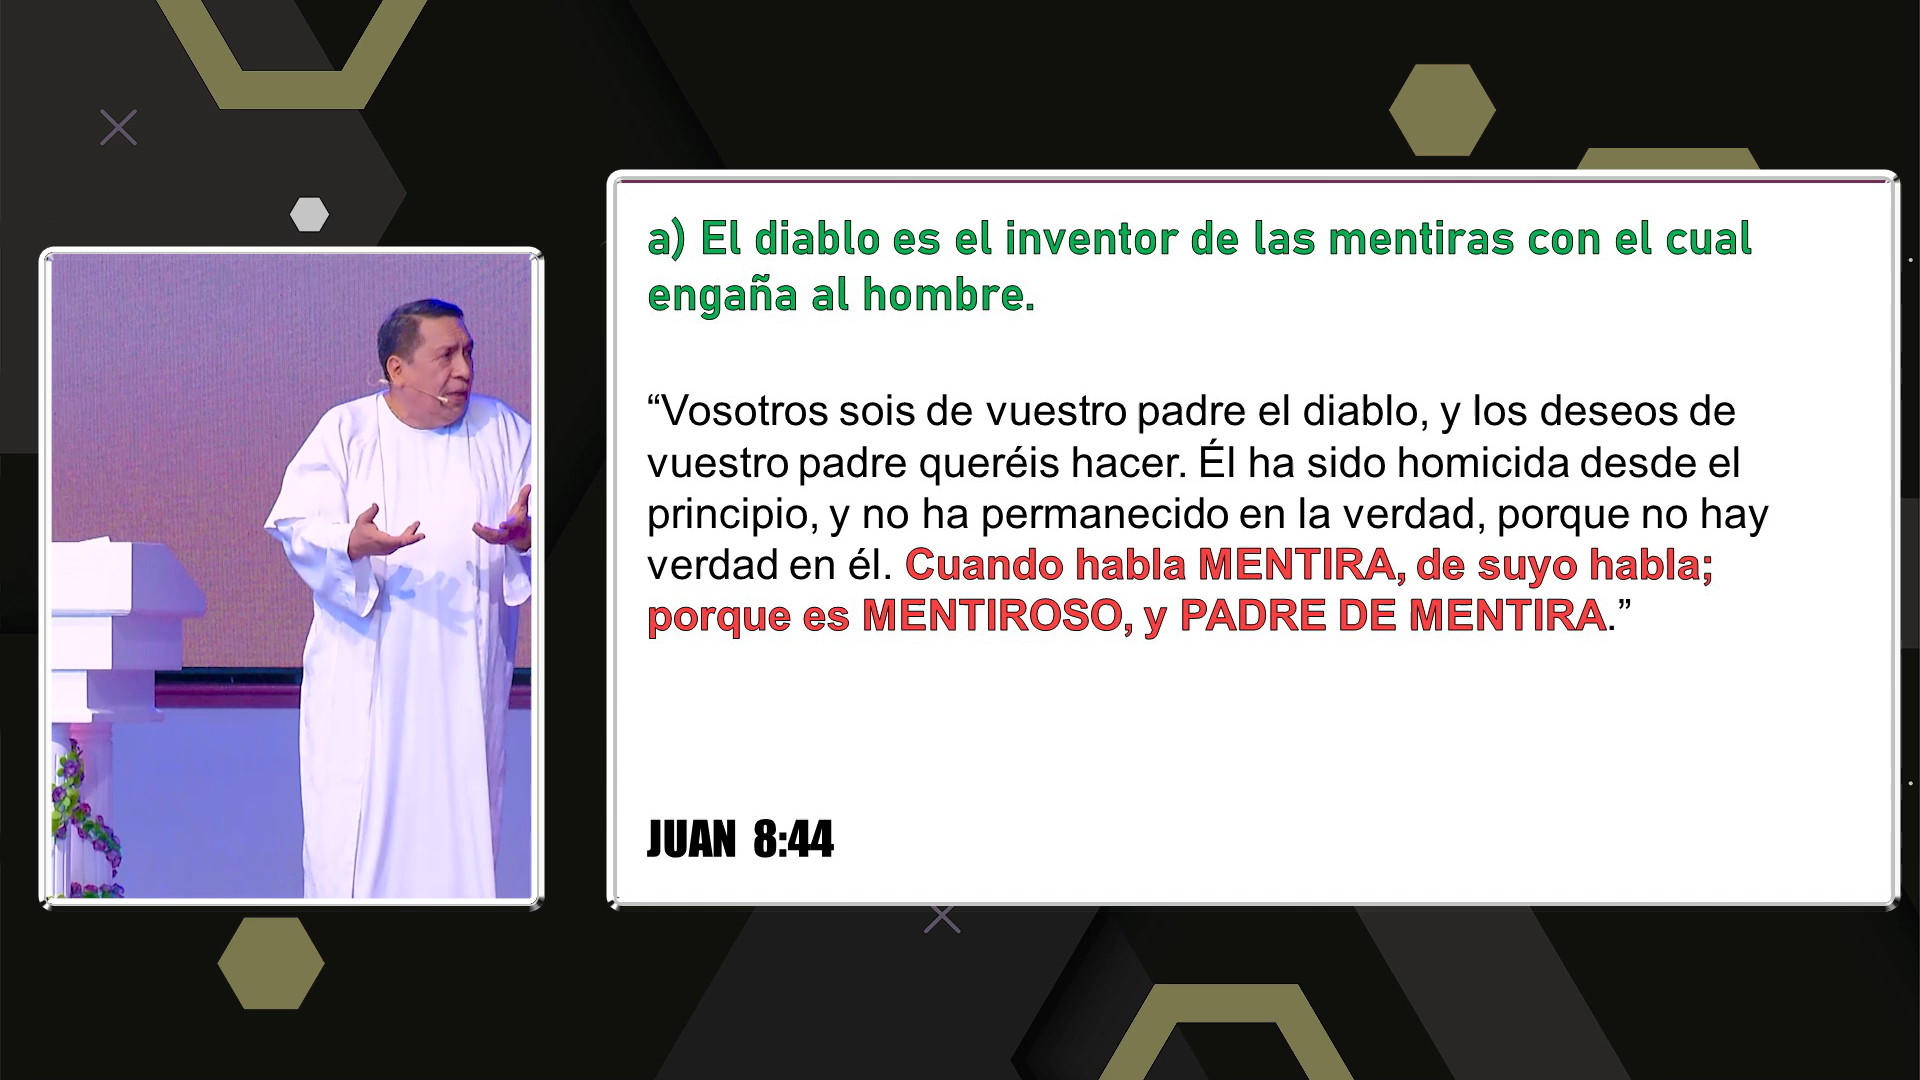 a) El diablo es el inventor de las mentiras con el cual
engaña al hombre.
“Vosotros sois de vuestro padre el diablo, y los deseos de
vuestro padre queréis hacer. Él ha sido homicida desde el
principio, y no ha permanecido en la verdad, porque no hay
verdad en él. Cuando habla MENTIRA, de suyo habla;
porque es MENTIROSO, y PADRE DE MENTIRA.”
JUAN 8:44